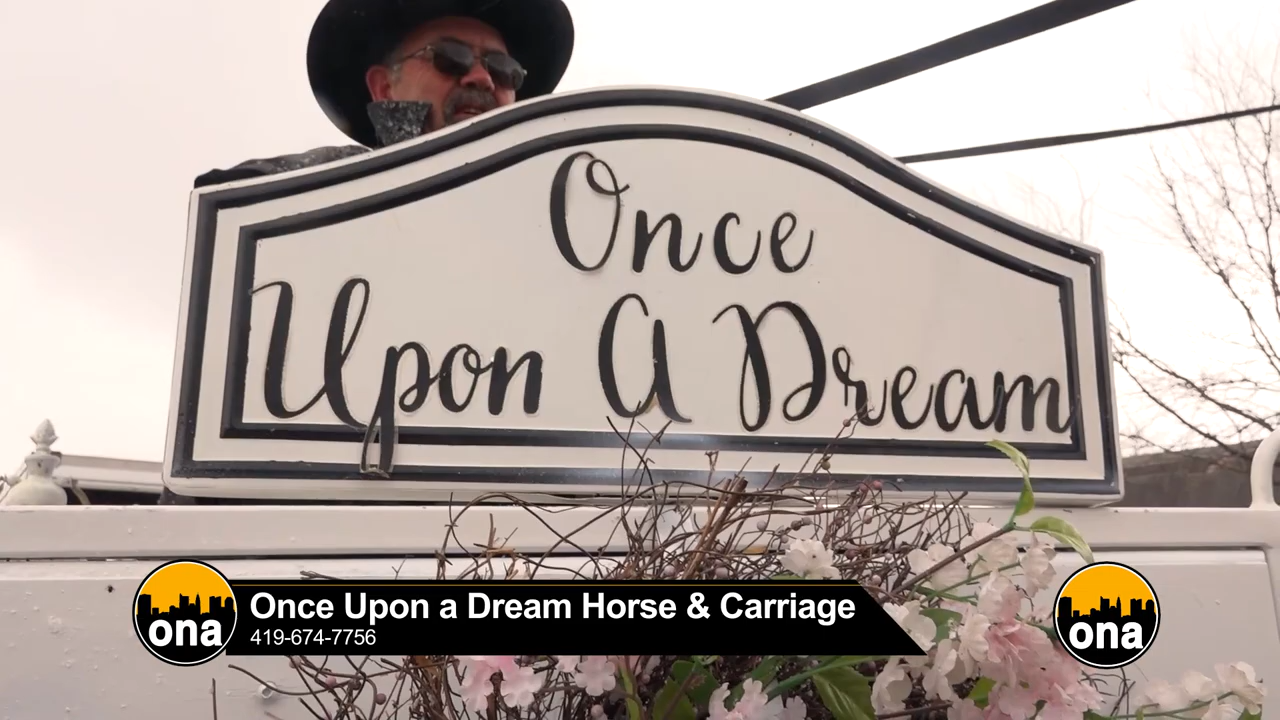 Once
Upon A Dream
ona
Once Upon a Dream Horse & Carriage
419-674-7756
ona